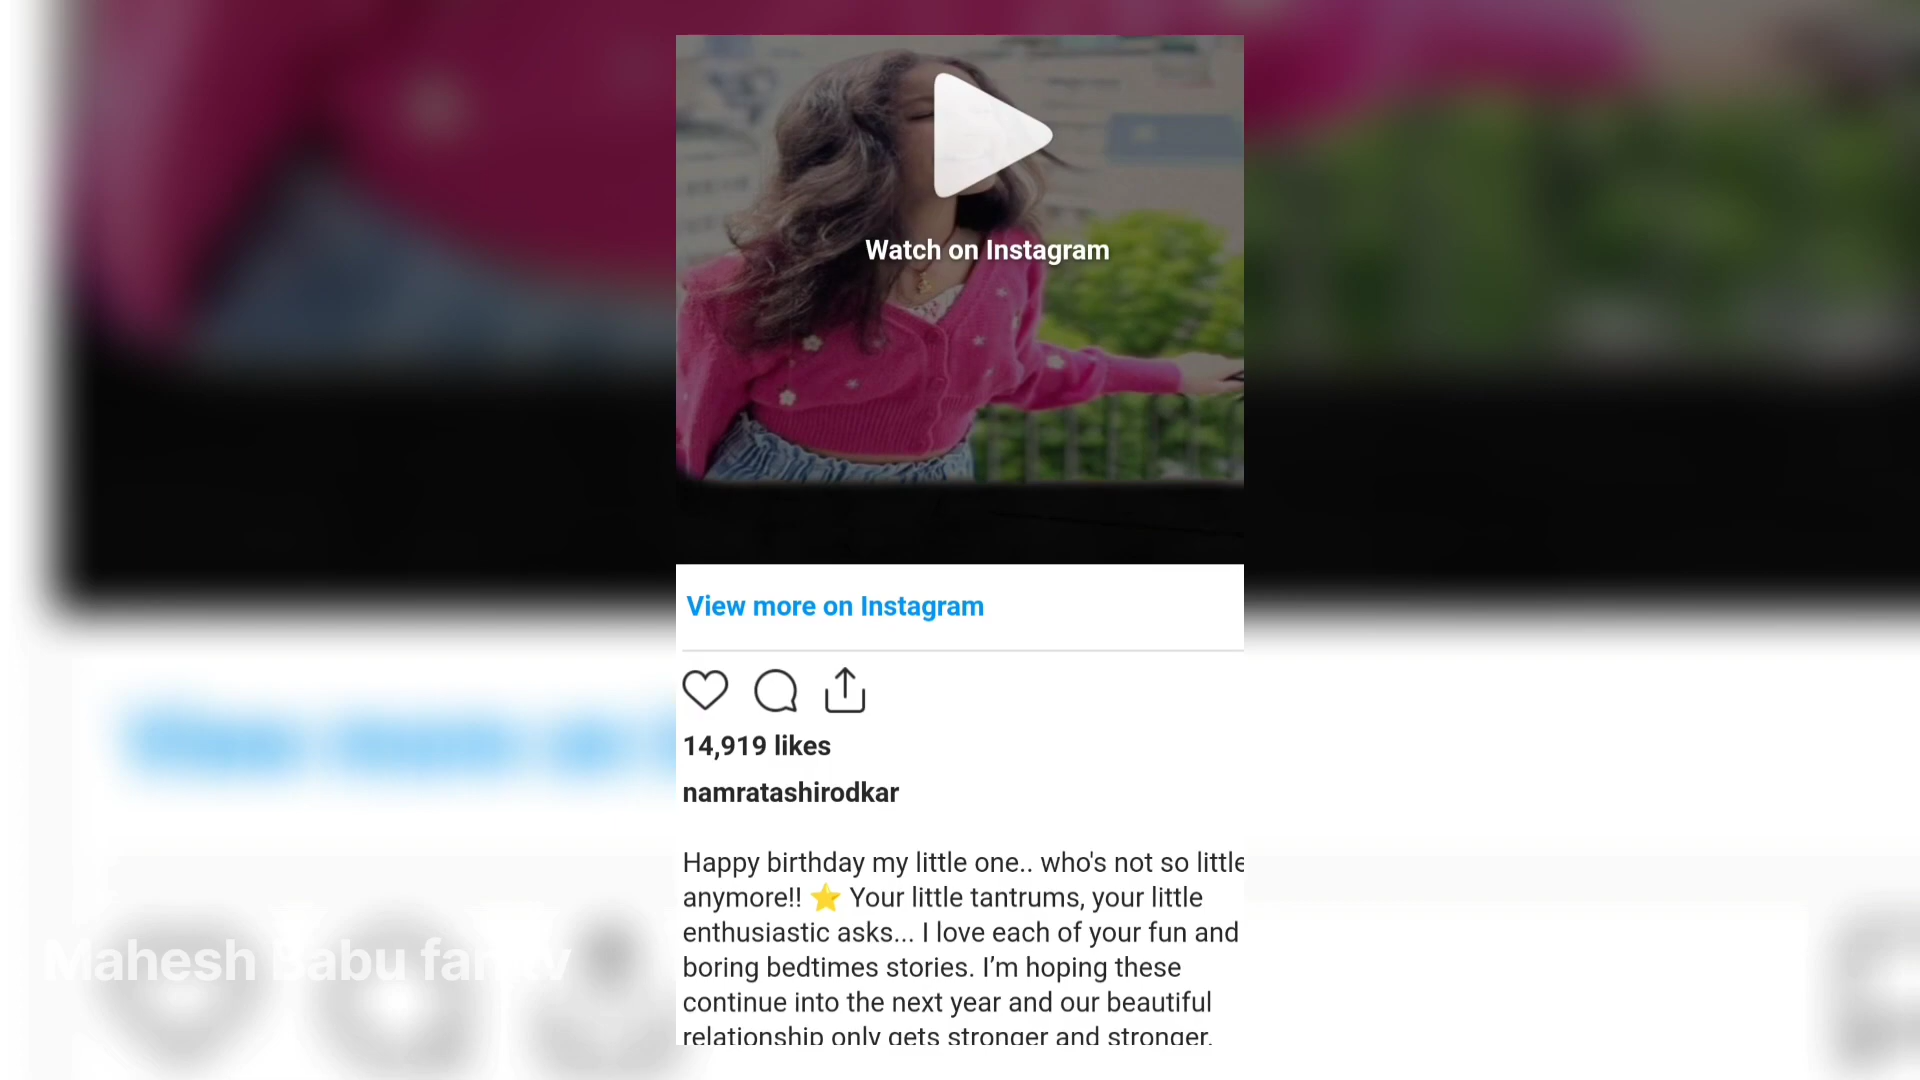 Watch on Instagram
View more on Instagram
14,919 likes
namratashirodkar
Happy birthday my little one.. who's not so little
anymore!! ⭐ Your little tantrums, your little
enthusiastic asks... I love each of your fun and
boring bedtimes stories. I’m hoping these
continue into the next year and our beautiful
relationship only gets stronger and stronger.
Mahesh Babu